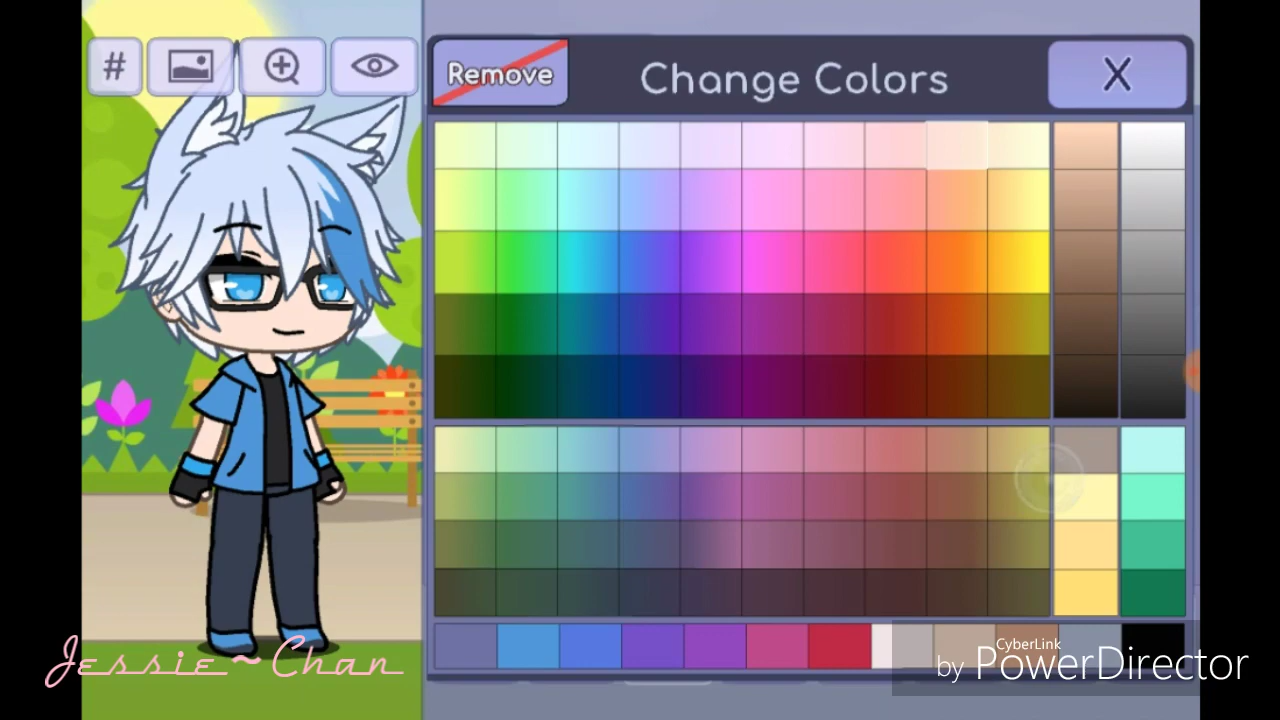 #
Remove
Change Colors
X
Jessie~Chan
CyberLink
by PowerDirector